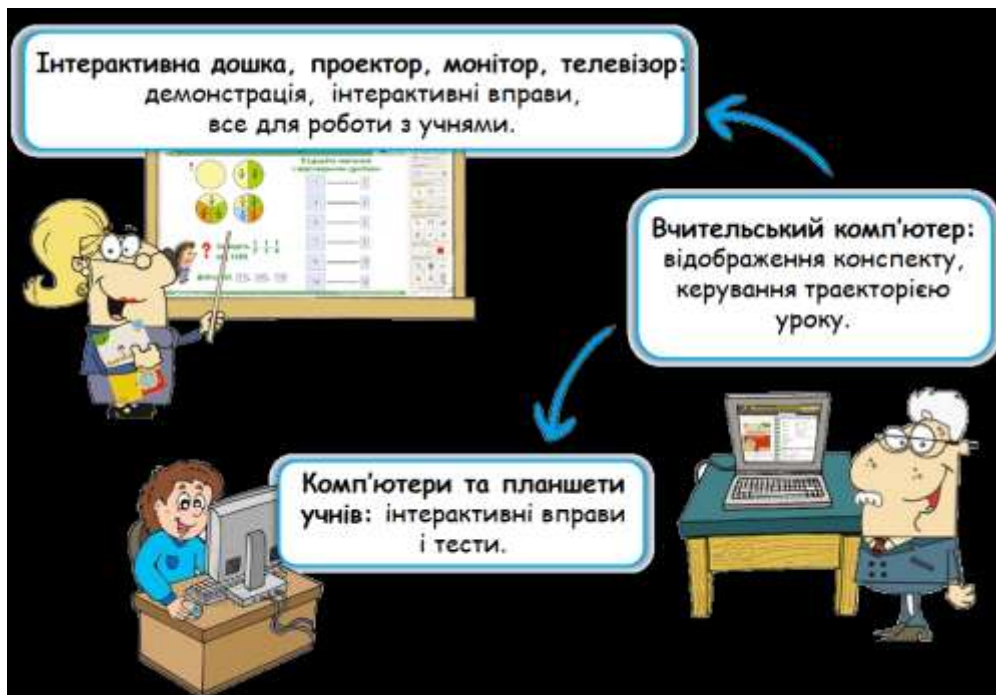 Інтерактивна дошка, проектор, монітор, телевізор:
демонстрація, інтерактивні вправи,
все для роботи з учнями.
Вчительський комп'ютер:
відображення конспекту,
керування траекторією
уроку.
Комп'ютери та планшети
учнів: інтерактивні вправи
і тести.